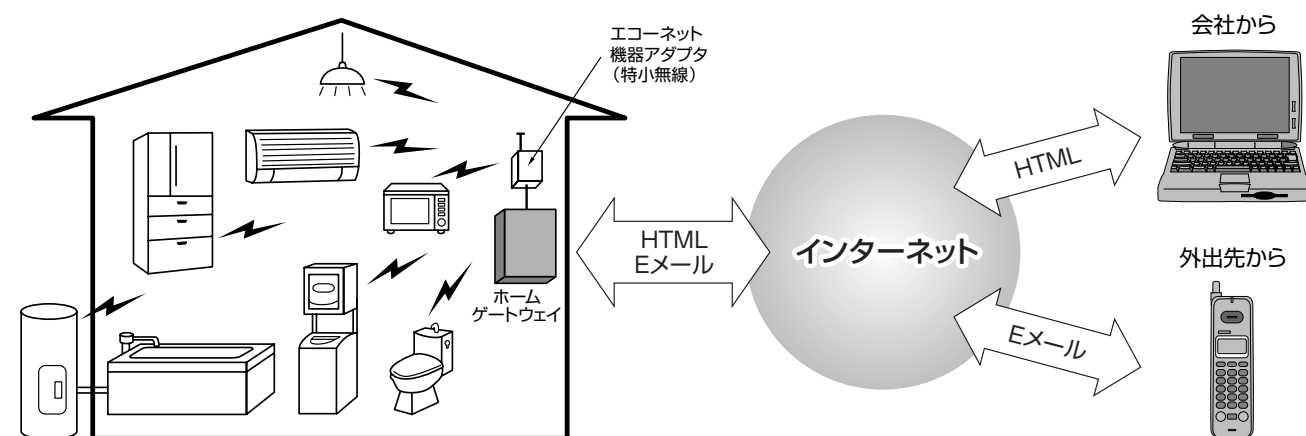 エコーネット
機器アダプタ
（特小無線）
ホーム
ゲートウェイ
HTML
Eメール
インターネット
HTML
Eメール
会社から
外出先から